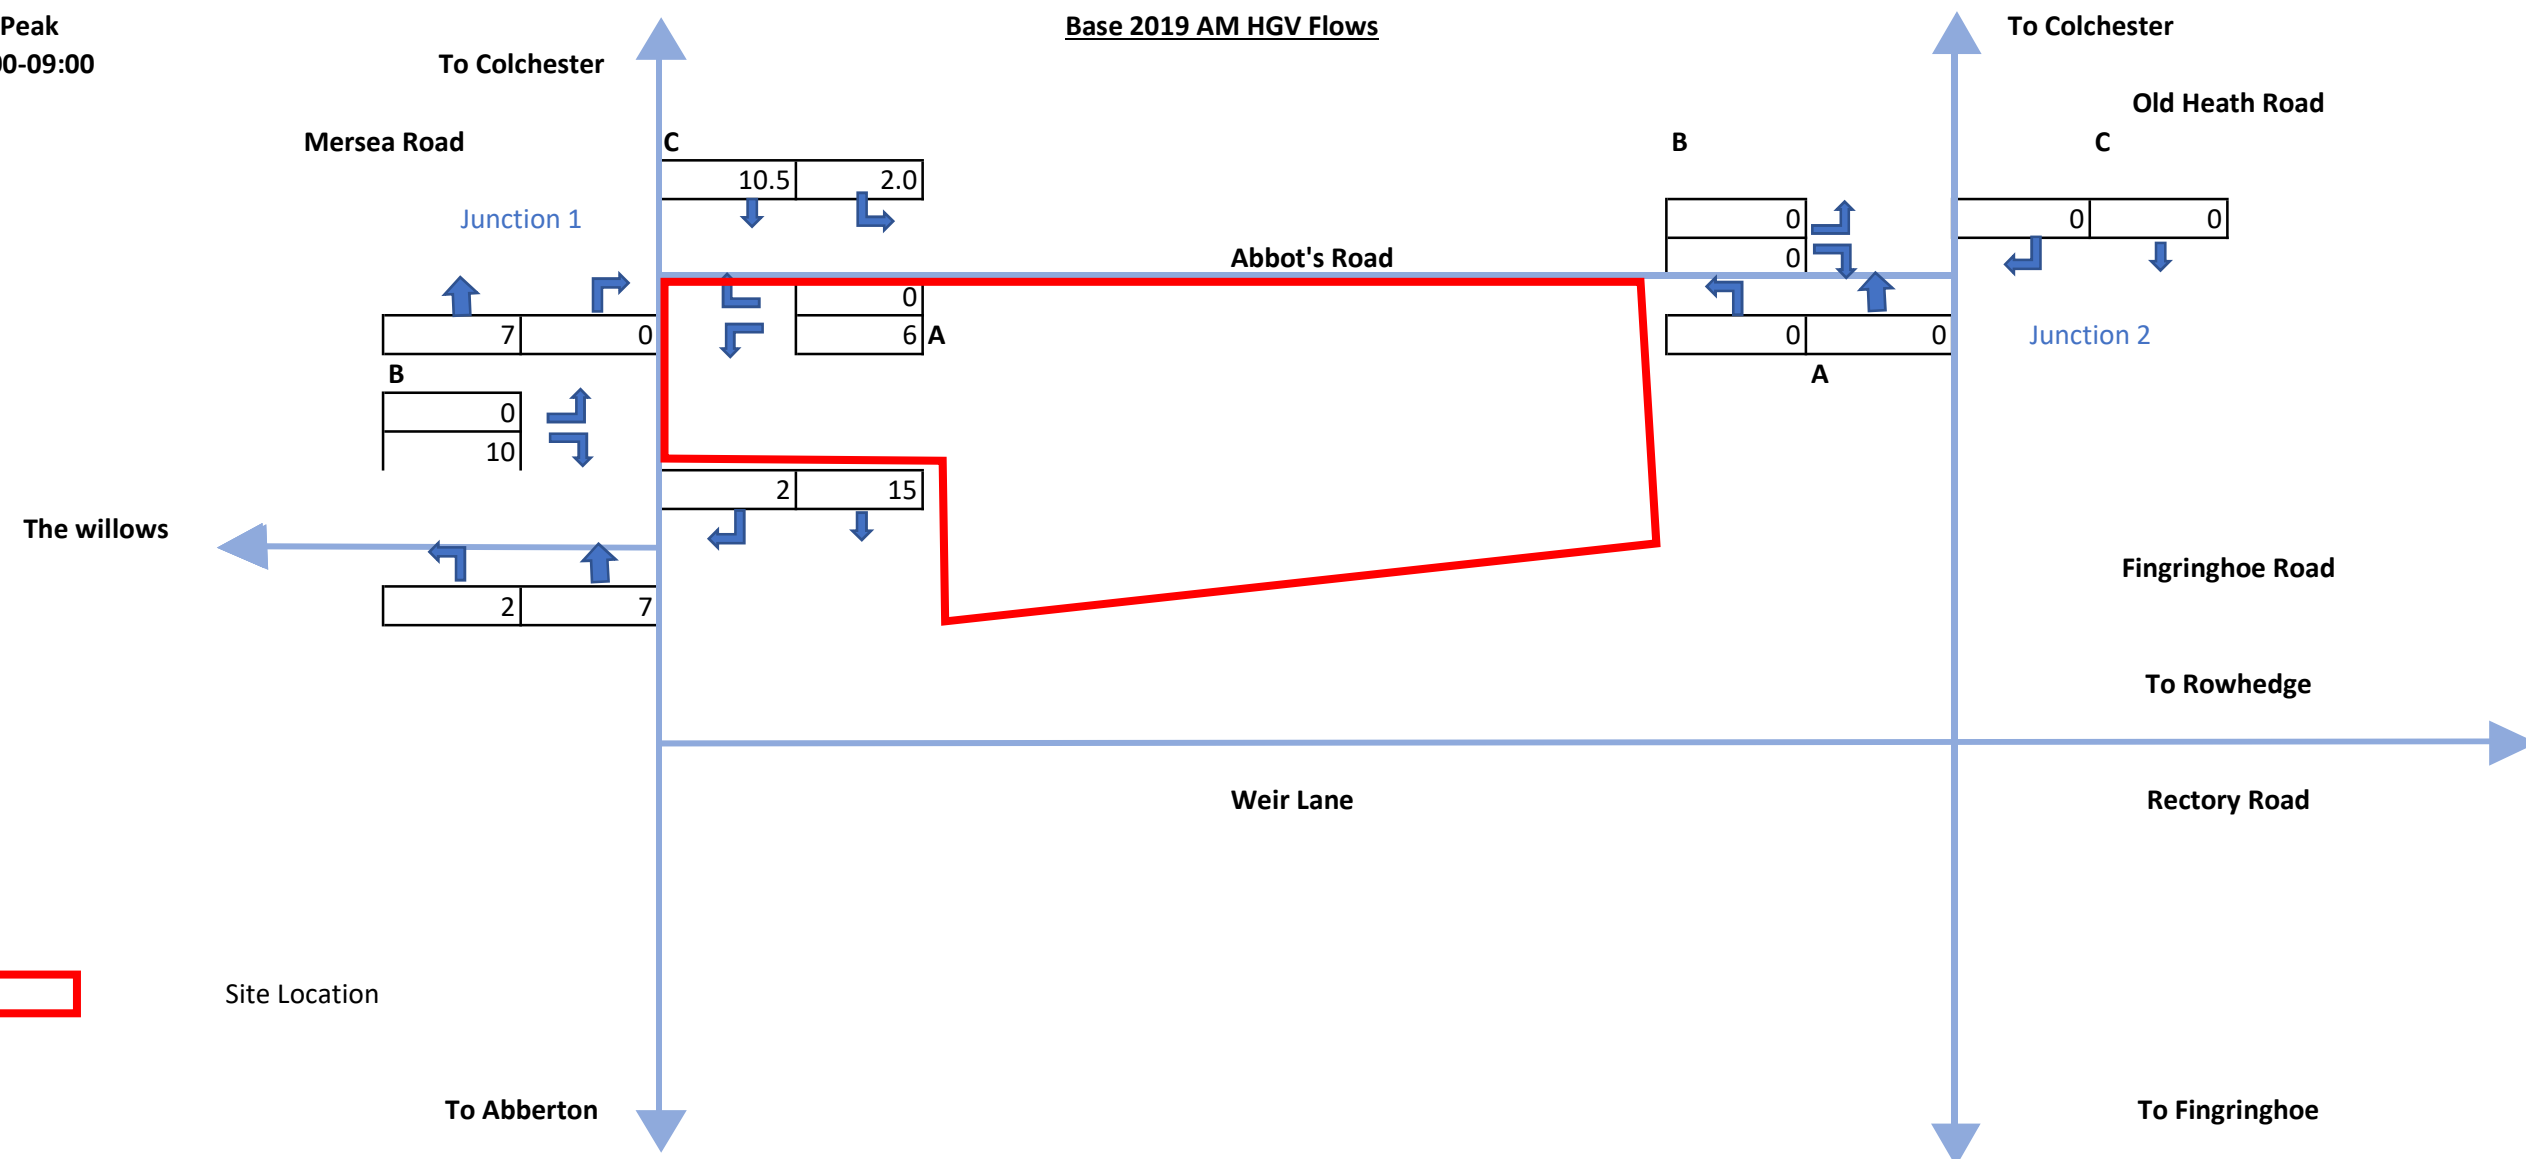 Peak
Base 2019 AM HGV Flows
To Colchester
00-09:00
To Colchester
Old Heath Road
Mersea Road
C
B
C
10.5 2.0
Junction 1
0
0 0
Abbot's Road
0
0
7 0
6 A
0 0
Junction 2
B
A
0
10
2 15
The willows
Fingringhoe Road
2 7
To Rowhedge
Weir Lane
Rectory Road
Site Location
To Abberton
To Fingringhoe